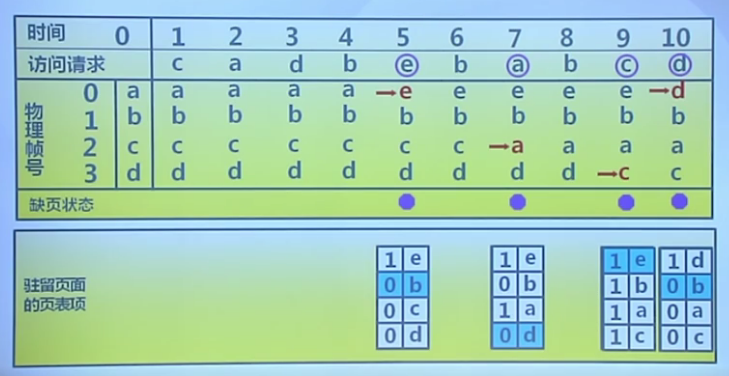 时间 0 1 2 3 4 5 6 7 8 9 10
访问请求 c a d b e b a b c d
物理帧号
0 a a a a a e e e e e d
1 b b b b b b b b b b b
2 c c c c c c c a a a a
3 d d d d d d d d d c c
缺页状态
驻留页面
的页表项
1 e 1 e 1 e 1 d
0 b 0 b 1 b 0 b
0 c 1 a 1 a 0 a
0 d 0 d 1 c 0 c